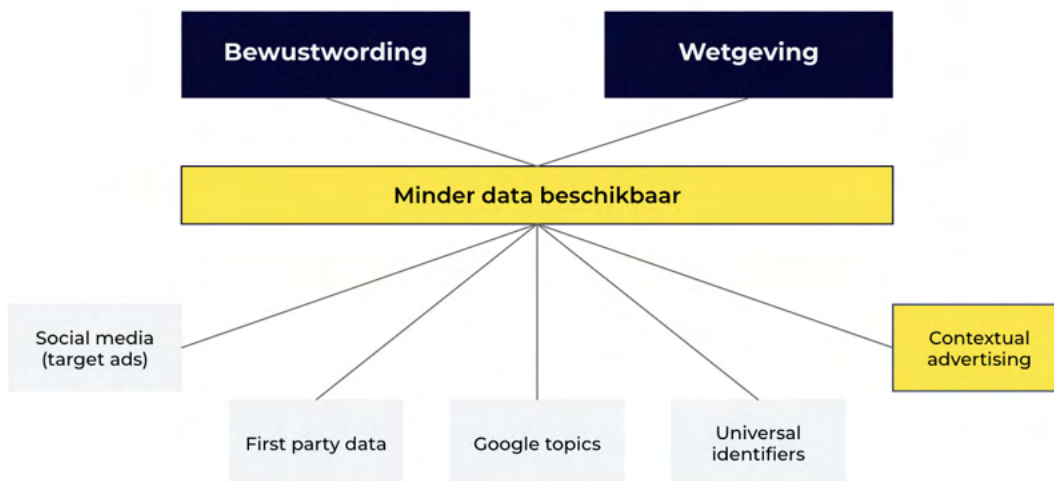 Bewustwording
Wetgeving
Minder data beschikbaar
Social media
(target ads)
Contextual
advertising
First party data
Google topics
Universal
identifiers